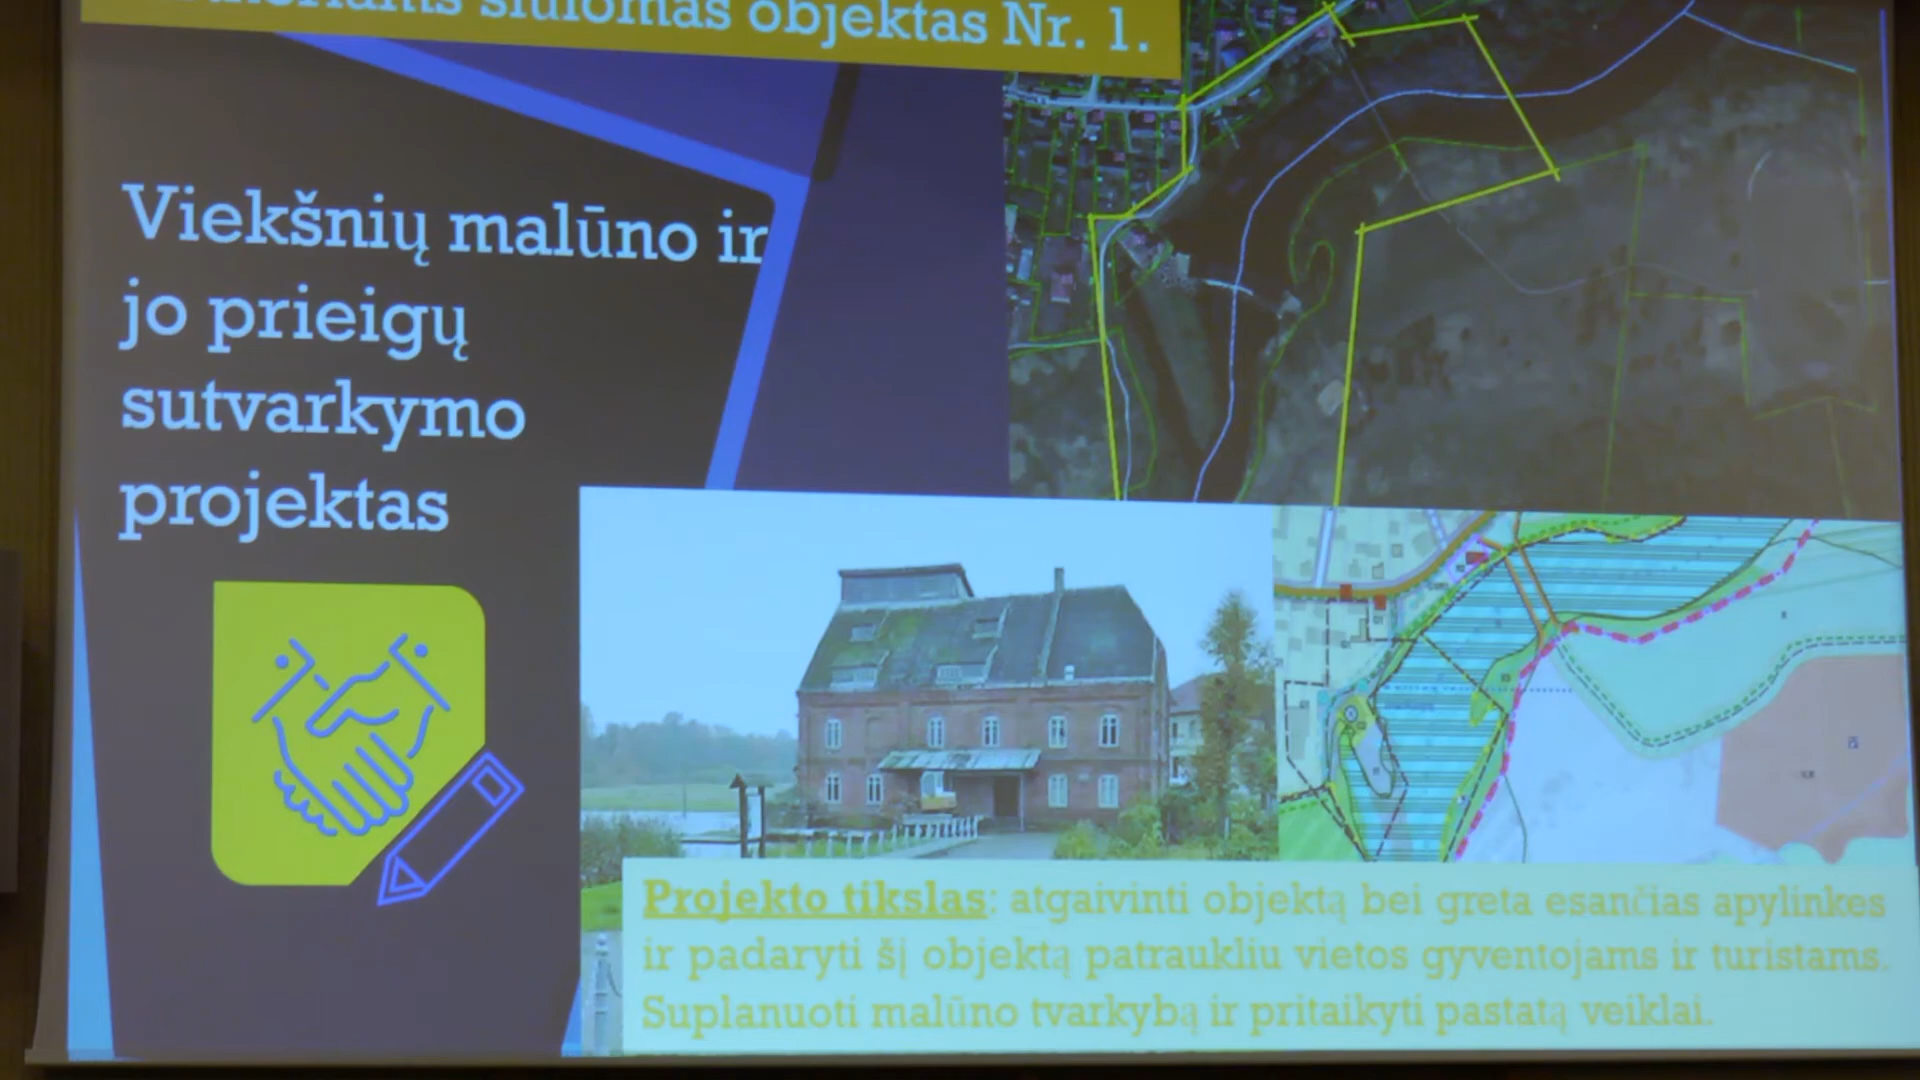 siūlomas objektas Nr. 1.
Viekšnių malūno ir
jo prieigų
sutvarkymo
projektas
Projekto tikslas: atgaivinti objektą bei greta esančias apylinkes
ir padaryti šį objektą patraukliu vietos gyventojams ir turistams.
Suplanuoti malūno tvarkybą ir pritaikyti pastatą veiklai.